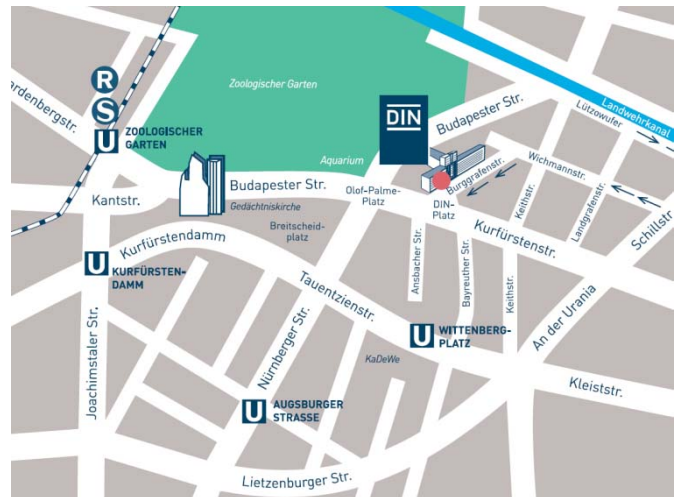 Zoologischer Garten
R
S
U
ZOOLOGISCHER
GARTEN
DIN
Budapester Str.
Landwehrkanal
Lützowufer
Wichmannstr.
Aquarium
Burggrafenstr.
Budapester Str.
Olof-Palme-
Platz
DIN-
Platz
Keithstr.
Landgrafenstr.
Schillstr.
Kantstr.
Gedächtniskirche
Breitscheid-
platz
Kurfürstenstr.
Kurfürstendamm
U
KURFÜRSTEN-
DAMM
Ansbacher Str.
Bayreuther Str.
Keithstr.
An der Urania
Tauentzienstr.
U
WITTENBERG-
PLATZ
KaDeWe
Kleiststr.
Joachimstaler Str.
Nürnberger Str.
U
AUGSBURGER
STRASSE
Lietzenburger Str.